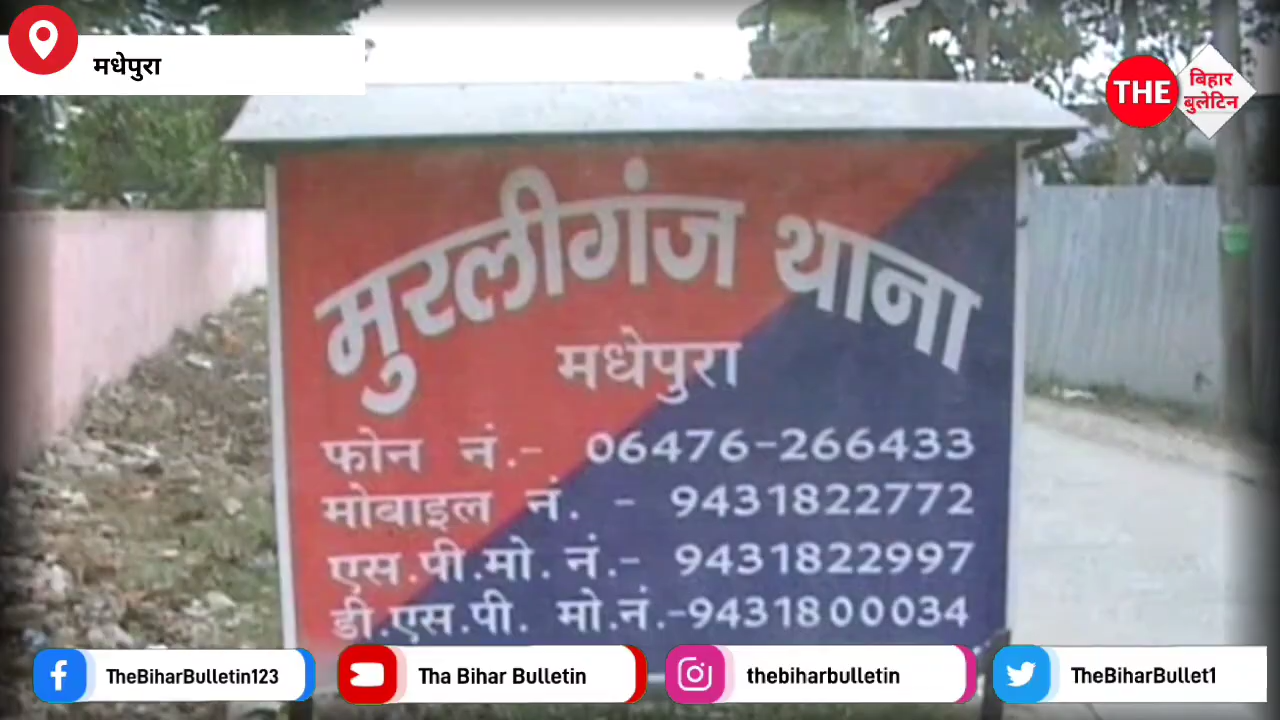 मधेपुरा
THE
बिहार
बुलेटिन
मुरलीगंज थाना
मधेपुरा
फोन नं.- 06476-266433
मोबाइल नं. - 9431822772
एस.पी.मो. नं.- 9431822997
डी.एस.पी. मो.नं.-9431800034
TheBiharBulletin123
Tha Bihar Bulletin
thebiharbulletin
TheBiharBullet1